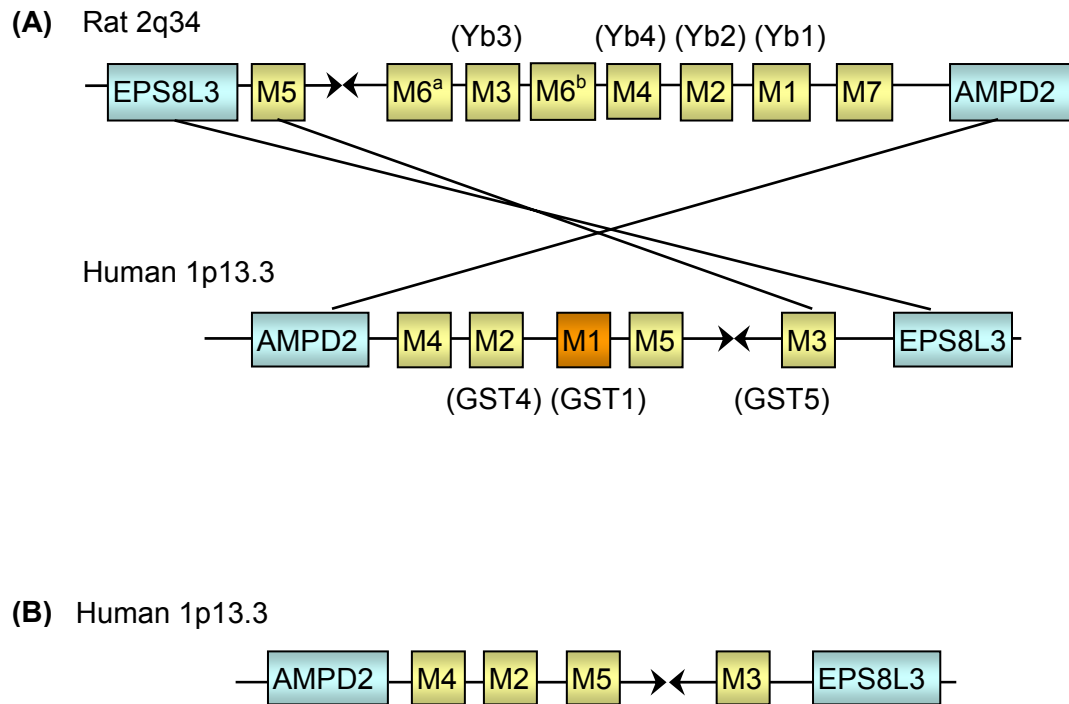 (A) Rat 2q34
(Yb3) (Yb4) (Yb2) (Yb1)
EPS8L3 M5 M6ᵃ M3 M6ᵇ M4 M2 M1 M7 AMPD2
Human 1p13.3
AMPD2 M4 M2 M1 M5 M3 EPS8L3
(GST4) (GST1) (GST5)
(B) Human 1p13.3
AMPD2 M4 M2 M5 M3 EPS8L3